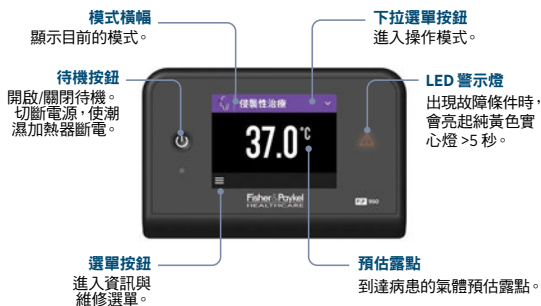 模式橫幅
顯示目前的模式。
下拉選單按鈕
進入操作模式。
待機按鈕
開啟/關閉待機。
切斷電源，使潮
濕加熱器斷電。
LED 警示燈
出現故障條件時，
會亮起純黃色實
心燈 >5 秒。
侵襲性治療
37.0 °C
Fisher & Paykel
HEALTHCARE
F&P 950
選單按鈕
進入資訊與
維修選單。
預估露點
到達病患的氣體預估露點。